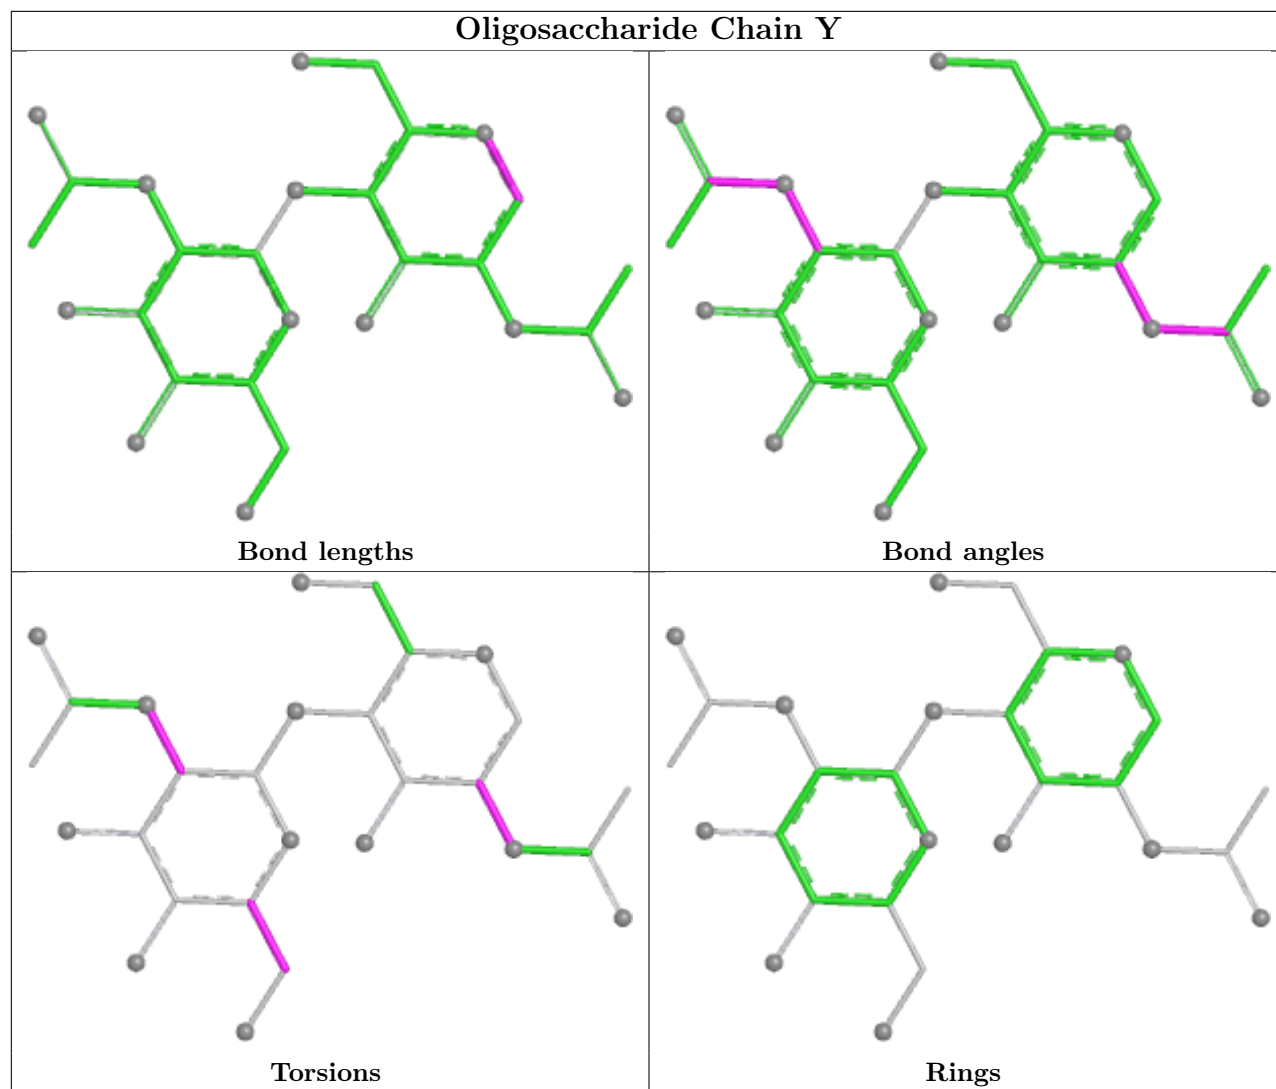 Oligosaccharide Chain Y
Bond lengths
Bond angles
Torsions
Rings